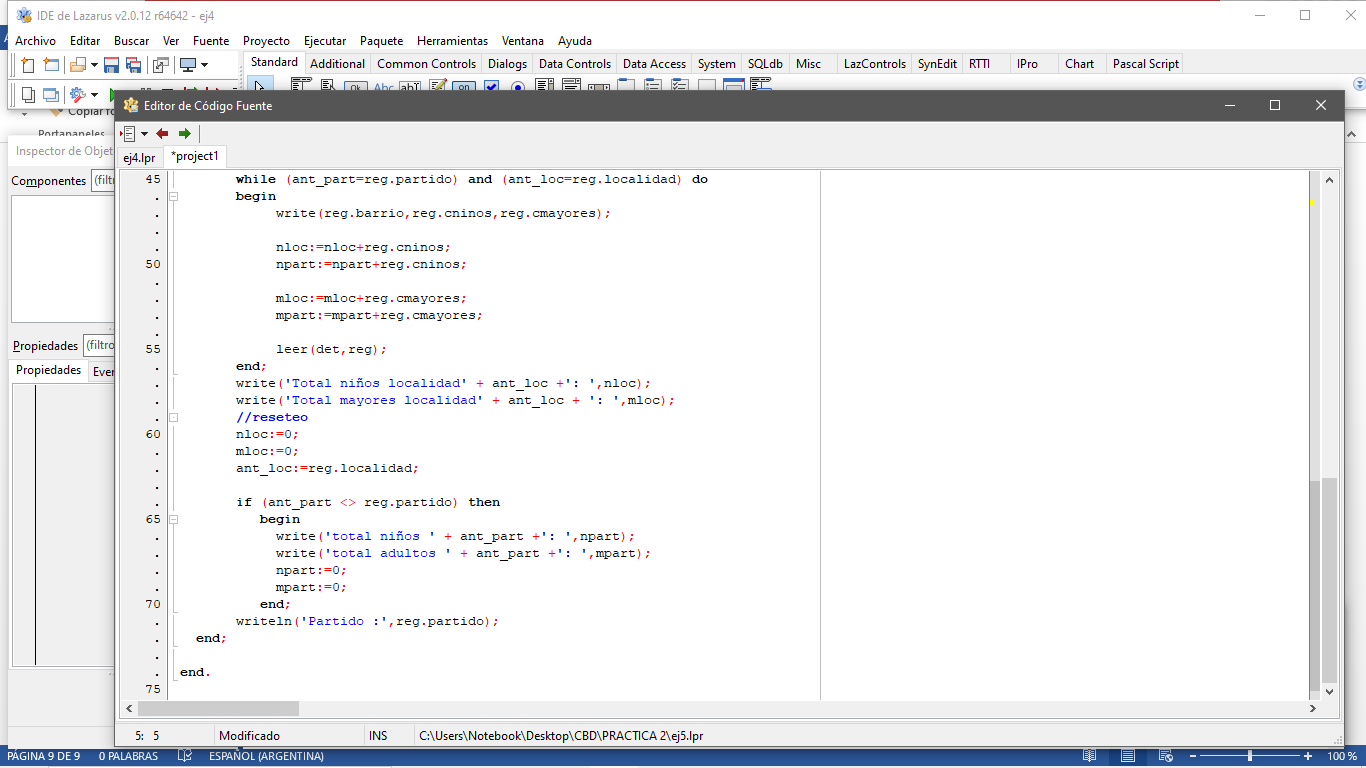 IDE de Lazarus v2.0.12 r64642 - ej4
Archivo Editar Buscar Ver Fuente Proyecto Ejecutar Paquete Herramientas Ventana Ayuda
Standard Additional Common Controls Dialogs Data Controls Data Access System SQLdb Misc LazControls SynEdit RTTI IPro Chart Pascal Script
Ok Abc
Copiar
Portapapeles
Editor de Código Fuente
Inspector de Objet
Componentes (filtr
Propiedades (filtro
Propiedades Even
ej4.lpr *project1
45 while (ant_part=reg.partido) and (ant_loc=reg.localidad) do
. begin
. write(reg.barrio,reg.cninos,reg.cmayores);
.
. nloc:=nloc+reg.cninos;
50 npart:=npart+reg.cninos;
.
. mloc:=mloc+reg.cmayores;
. mpart:=mpart+reg.cmayores;
.
55 leer(det,reg);
. end;
. write('Total niños localidad' + ant_loc +': ',nloc);
. write('Total mayores localidad' + ant_loc + ': ',mloc);
. //reseteo
60 nloc:=0;
. mloc:=0;
. ant_loc:=reg.localidad;
.
. if (ant_part <> reg.partido) then
65 begin
. write('total niños ' + ant_part +': ',npart);
. write('total adultos ' + ant_part +': ',mpart);
. npart:=0;
. mpart:=0;
70 end;
. writeln('Partido :',reg.partido);
. end;
.
. end.
75
5: 5 Modificado INS C:\Users\Notebook\Desktop\CBD\PRACTICA 2\ej5.lpr
PÁGINA 9 DE 9 0 PALABRAS ESPAÑOL (ARGENTINA) 100 %